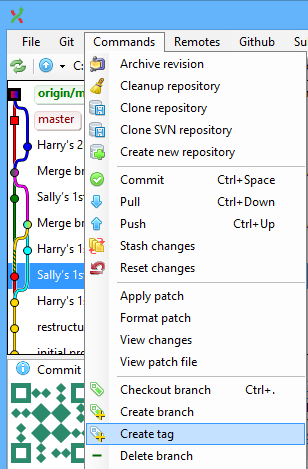 File Git Commands Remotes Github Su
C:
origin/m
master
Harry's 2
Merge br
Sally's 1s
Merge br
Harry's 1
Sally's 1s
Harry's 1s
restructu
initial pro
Commit
Archive revision
Cleanup repository
Clone repository
Clone SVN repository
Create new repository
Commit Ctrl+Space
Pull Ctrl+Down
Push Ctrl+Up
Stash changes
Reset changes
Apply patch
Format patch
View changes
View patch file
Checkout branch Ctrl+.
Create branch
Create tag
Delete branch